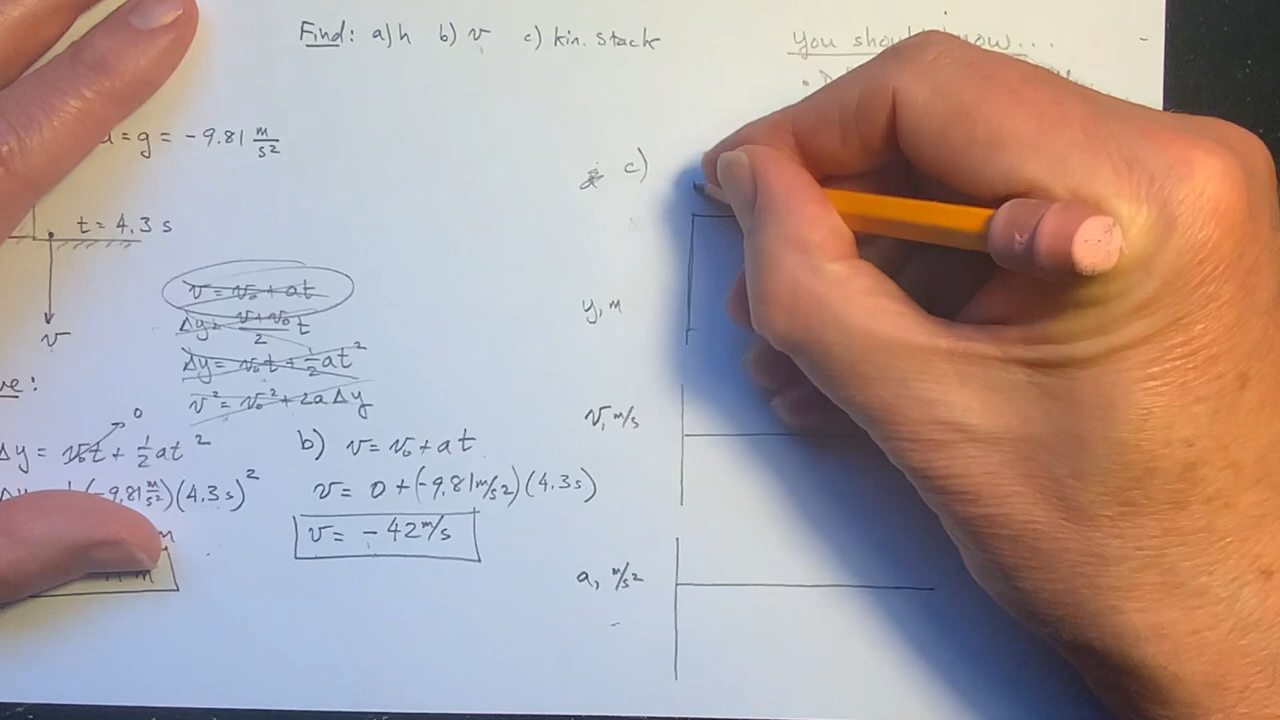 Find: a) h b) v c) kin. stack
You should know...
= g = -9.81 m/s²
c)
t = 4.3 s
v = v₀ + at
Δy = (v + v₀)/2 t
y, m
v
Δy = v₀t + ½at²
v² = v₀² + 2aΔy
v, m/s
ve:
0
Δy = v₀t + ½at²
b) v = v₀ + at
(-9.81 m/s²)(4.3 s)²
v = 0 + (-9.81 m/s²)(4.3 s)
v = -42 m/s
m
a, m/s²
m